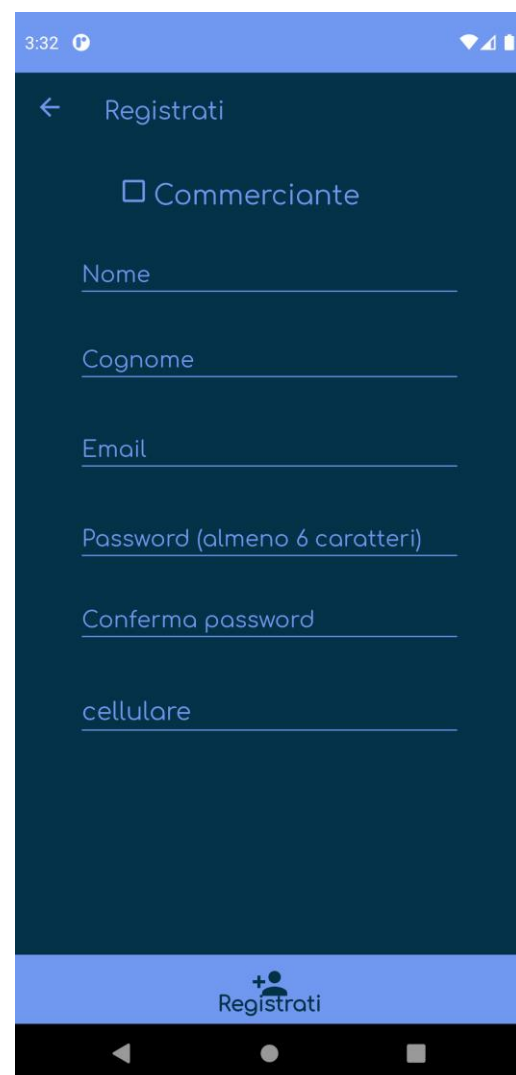 3:32
Registrati
Commerciante
Nome
Cognome
Email
Password (almeno 6 caratteri)
Conferma password
cellulare
Registrati